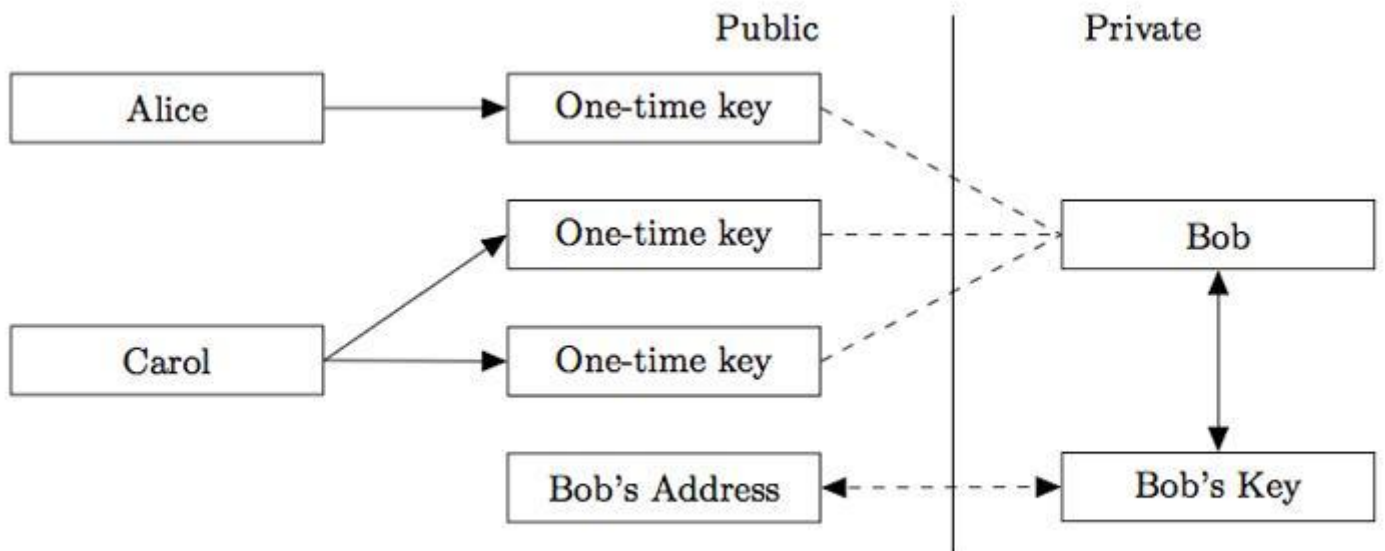 Public
Private
Alice
One-time key
One-time key
Bob
Carol
One-time key
Bob's Address
Bob's Key